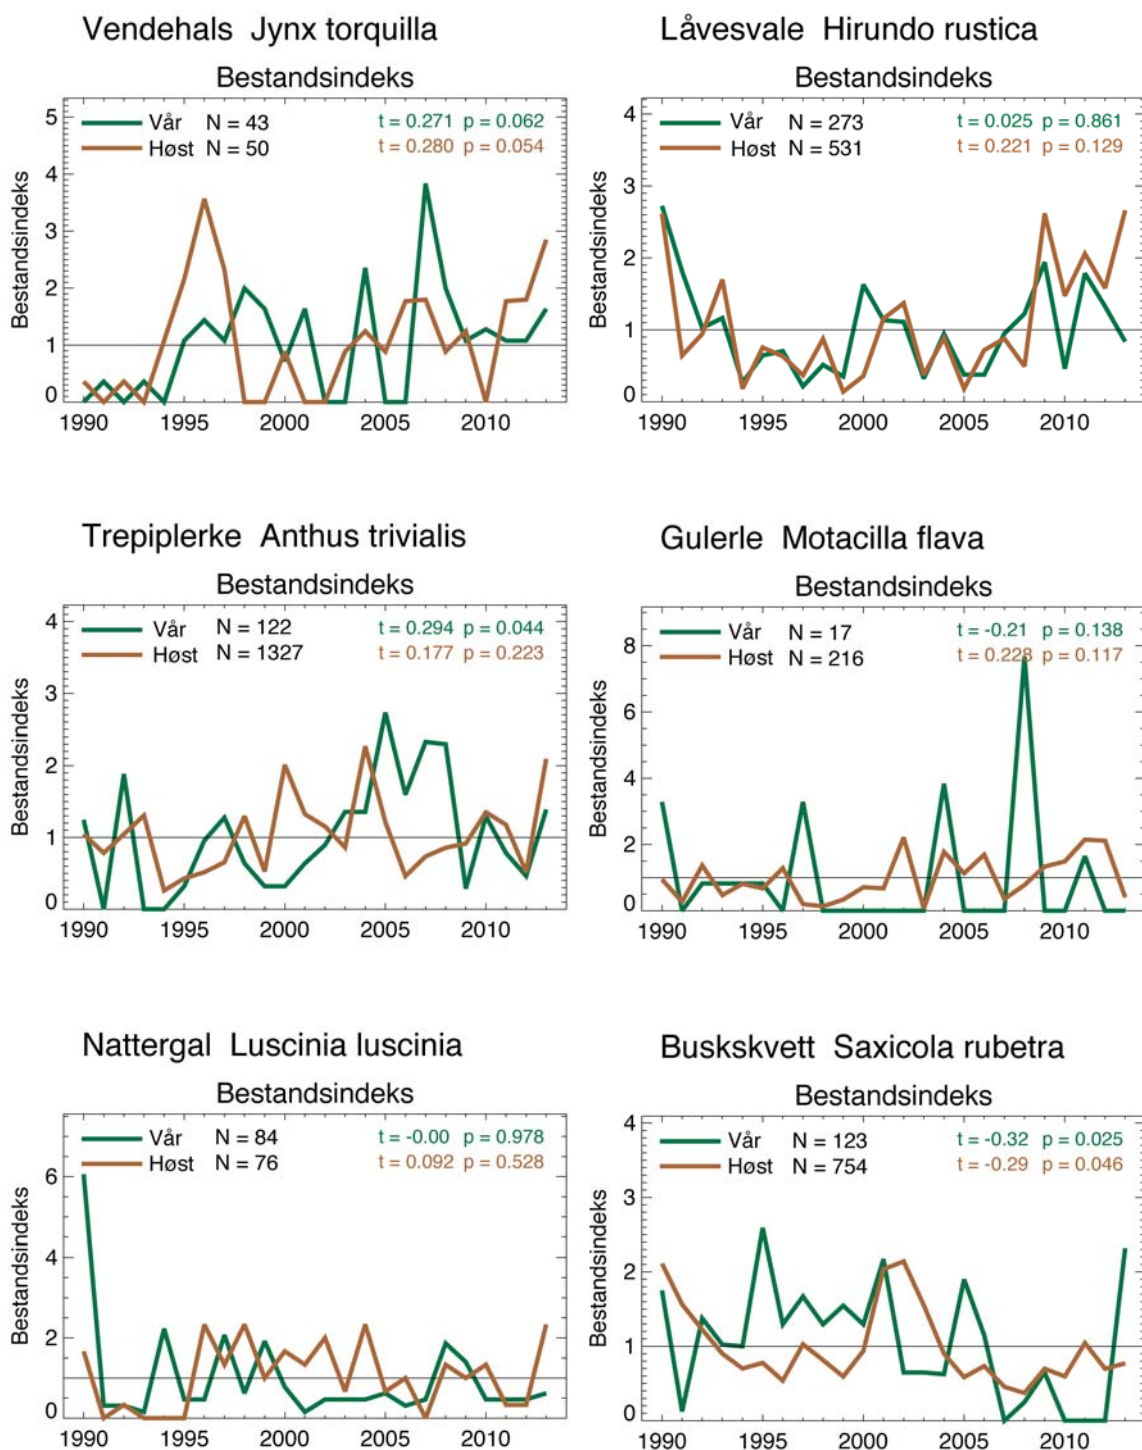 Vendehals Jynx torquilla
Bestandsindeks
Vår N = 43 t = 0.271 p = 0.062
Høst N = 50 t = 0.280 p = 0.054
Bestandsindeks
5
4
3
2
1
0
1990 1995 2000 2005 2010
Låvesvale Hirundo rustica
Bestandsindeks
Vår N = 273 t = 0.025 p = 0.861
Høst N = 531 t = 0.221 p = 0.129
Bestandsindeks
4
3
2
1
0
1990 1995 2000 2005 2010
Trepiplerke Anthus trivialis
Bestandsindeks
Vår N = 122 t = 0.294 p = 0.044
Høst N = 1327 t = 0.177 p = 0.223
Bestandsindeks
4
3
2
1
0
1990 1995 2000 2005 2010
Gulerle Motacilla flava
Bestandsindeks
Vår N = 17 t = -0.21 p = 0.138
Høst N = 216 t = 0.228 p = 0.117
Bestandsindeks
8
6
4
2
0
1990 1995 2000 2005 2010
Nattergal Luscinia luscinia
Bestandsindeks
Vår N = 84 t = -0.00 p = 0.978
Høst N = 76 t = 0.092 p = 0.528
Bestandsindeks
6
4
2
0
1990 1995 2000 2005 2010
Buskskvett Saxicola rubetra
Bestandsindeks
Vår N = 123 t = -0.32 p = 0.025
Høst N = 754 t = -0.29 p = 0.046
Bestandsindeks
4
3
2
1
0
1990 1995 2000 2005 2010